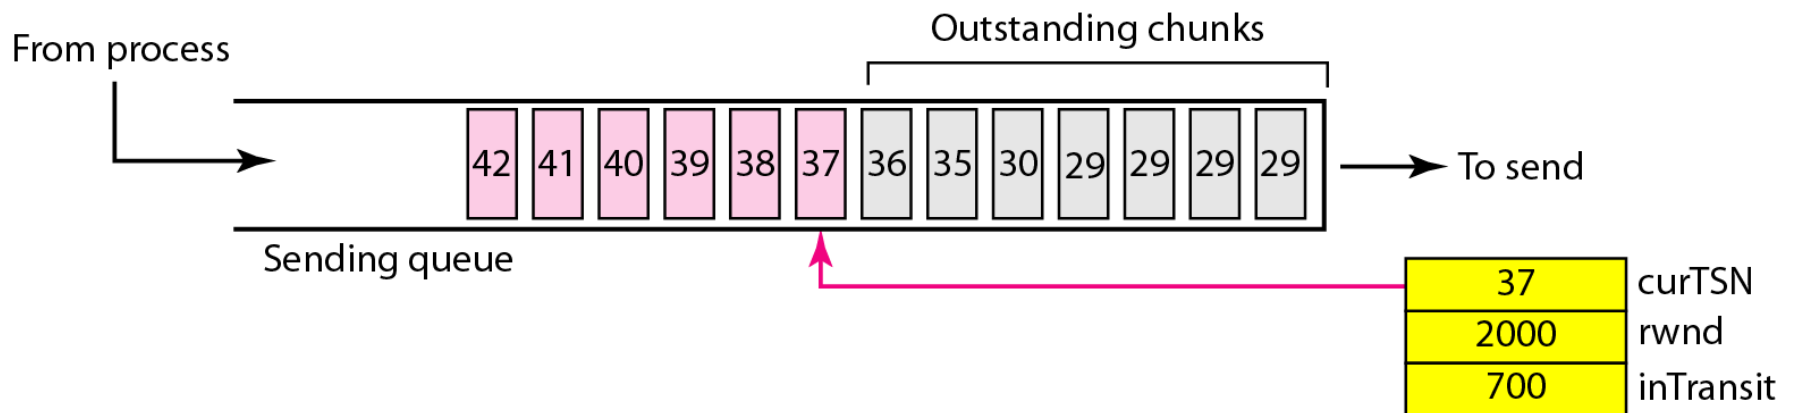 Outstanding chunks
From process
42 41 40 39 38 37 36 35 30 29 29 29 29
To send
Sending queue
37 curTSN
2000 rwnd
700 inTransit